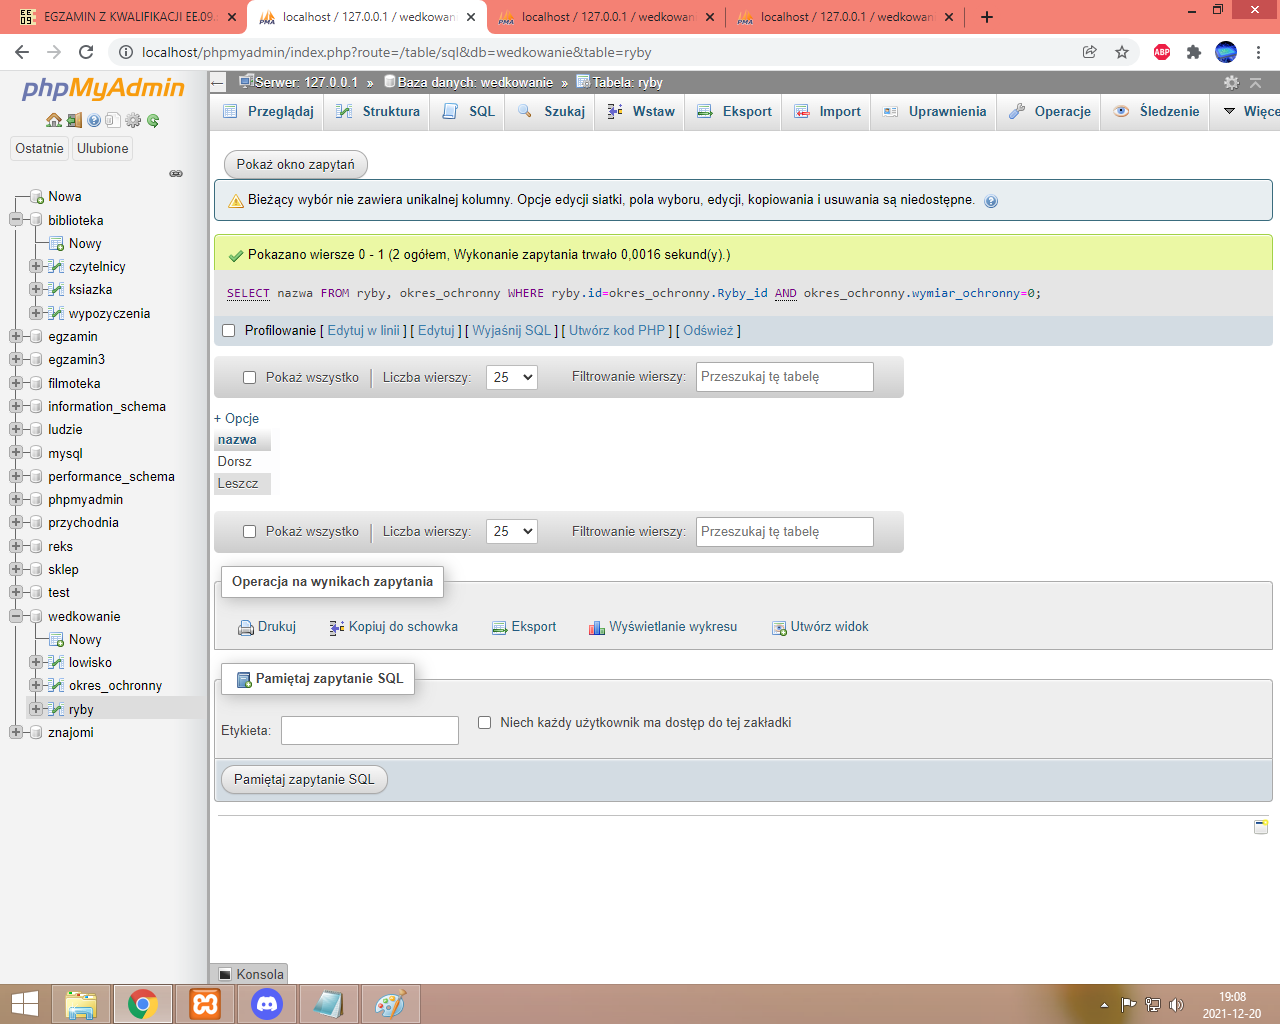 EGZAMIN Z KWALIFIKACJI EE.09
localhost / 127.0.0.1 / wedkowani
localhost / 127.0.0.1 / wedkowani
localhost / 127.0.0.1 / wedkowani
localhost/phpmyadmin/index.php?route=/table/sql&db=wedkowanie&table=ryby
ABP
phpMyAdmin
Ostatnie
Ulubione
Nowa
biblioteka
Nowy
czytelnicy
ksiazka
wypozyczenia
egzamin
egzamin3
filmoteka
information_schema
ludzie
mysql
performance_schema
phpmyadmin
przychodnia
reks
sklep
test
wedkowanie
Nowy
lowisko
okres_ochronny
ryby
znajomi
Serwer: 127.0.0.1 » Baza danych: wedkowanie » Tabela: ryby
Przeglądaj Struktura SQL Szukaj Wstaw Eksport Import Uprawnienia Operacje Śledzenie Więce
Pokaż okno zapytań
Bieżący wybór nie zawiera unikalnej kolumny. Opcje edycji siatki, pola wyboru, edycji, kopiowania i usuwania są niedostępne.
Pokazano wiersze 0 - 1 (2 ogółem, Wykonanie zapytania trwało 0,0016 sekund(y).)
SELECT nazwa FROM ryby, okres_ochronny WHERE ryby.id=okres_ochronny.Ryby_id AND okres_ochronny.wymiar_ochronny=0;
Profilowanie [ Edytuj w linii ] [ Edytuj ] [ Wyjaśnij SQL ] [ Utwórz kod PHP ] [ Odśwież ]
Pokaż wszystko | Liczba wierszy: 25 Filtrowanie wierszy: Przeszukaj tę tabelę
+ Opcje
nazwa
Dorsz
Leszcz
Pokaż wszystko | Liczba wierszy: 25 Filtrowanie wierszy: Przeszukaj tę tabelę
Operacja na wynikach zapytania
Drukuj Kopiuj do schowka Eksport Wyświetlanie wykresu Utwórz widok
Pamiętaj zapytanie SQL
Etykieta:
Niech każdy użytkownik ma dostęp do tej zakładki
Pamiętaj zapytanie SQL
Konsola
19:08
2021-12-20